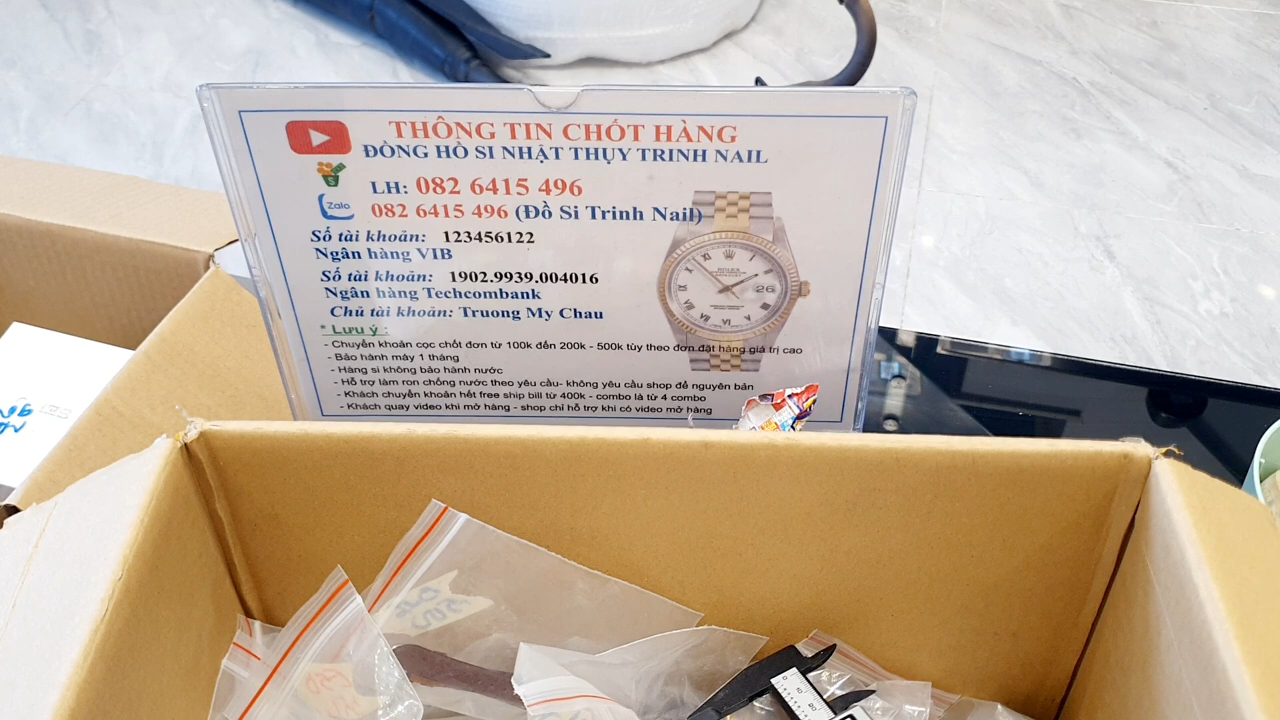 THÔNG TIN CHỐT HÀNG
ĐỒNG HỒ SI NHẬT THỤY TRINH NAIL
LH: 082 6415 496
Zalo
082 6415 496 (Đồ Si Trinh Nail)
Số tài khoản: 123456122
Ngân hàng VIB
Số tài khoản: 1902.9939.004016
Ngân hàng Techcombank
Chủ tài khoản: Truong My Chau
* Lưu ý :
- Chuyển khoản cọc chốt đơn từ 100k đến 200k - 500k tùy theo đơn đặt hàng giá trị cao
- Bảo hành máy 1 tháng
- Hàng si không bảo hành nước
- Hỗ trợ làm ron chống nước theo yêu cầu- không yêu cầu shop để nguyên bản
- Khách chuyển khoản hết free ship bill từ 400k - combo là từ 4 combo
- Khách quay video khi mở hàng - shop chỉ hỗ trợ khi có video mở hàng
ROLEX
26